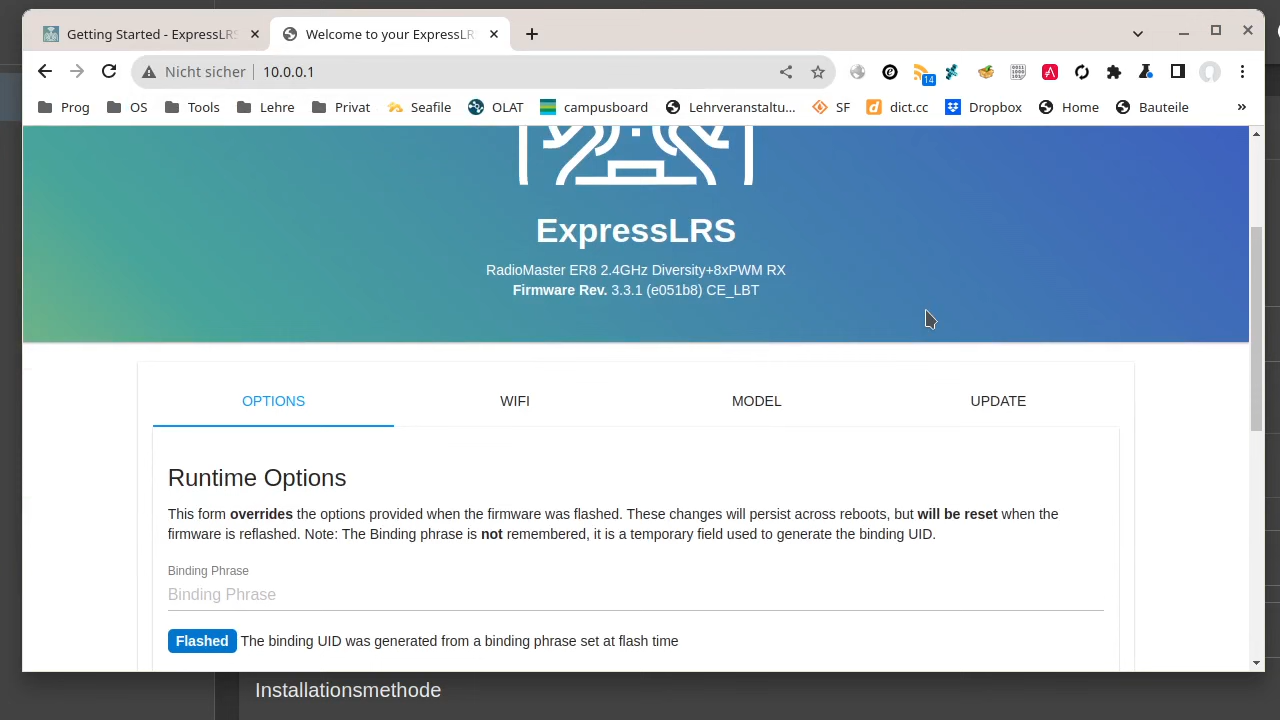 Getting Started - ExpressLRS
Welcome to your ExpressLR
Nicht sicher
10.0.0.1
14
Prog
OS
Tools
Lehre
Privat
Seafile
OLAT
campusboard
Lehrveranstaltu...
SF
dict.cc
Dropbox
Home
Bauteile
»
ExpressLRS
RadioMaster ER8 2.4GHz Diversity+8xPWM RX
Firmware Rev. 3.3.1 (e051b8) CE_LBT
OPTIONS
WIFI
MODEL
UPDATE
Runtime Options
This form overrides the options provided when the firmware was flashed. These changes will persist across reboots, but will be reset when the
firmware is reflashed. Note: The Binding phrase is not remembered, it is a temporary field used to generate the binding UID.
Binding Phrase
Binding Phrase
Flashed The binding UID was generated from a binding phrase set at flash time
Installationsmethode